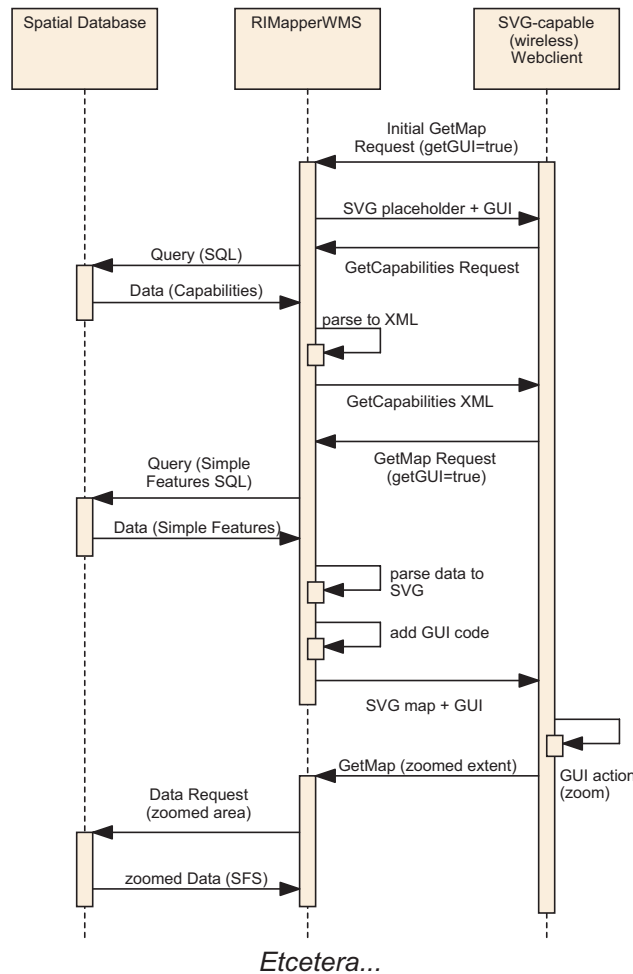 Spatial Database
RIMapperWMS
SVG-capable
(wireless)
Webclient
Initial GetMap
Request (getGUI=true)
SVG placeholder + GUI
Query (SQL)
GetCapabilities Request
Data (Capabilities)
parse to XML
GetCapabilities XML
Query (Simple
Features SQL)
GetMap Request
(getGUI=true)
Data (Simple Features)
parse data to
SVG
add GUI code
SVG map + GUI
GetMap (zoomed extent)
GUI action
(zoom)
Data Request
(zoomed area)
zoomed Data (SFS)
Etcetera...